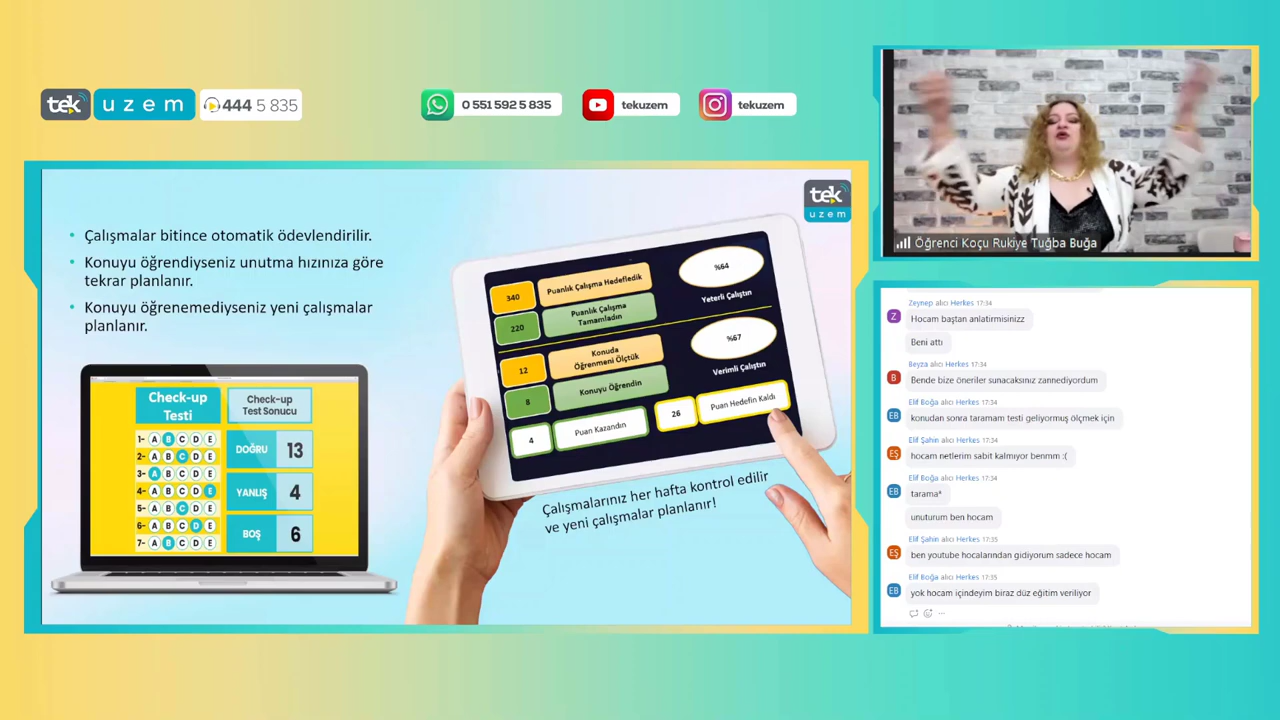 tek uzem 444 5 835
0 551 592 5 835
tekuzem
tekuzem
tek
uzem
• Çalışmalar bitince otomatik ödevlendirilir.
• Konuyu öğrendiyseniz unutma hızınıza göre
tekrar planlanır.
• Konuyu öğrenemediyseniz yeni çalışmalar
planlanır.
Check-up
Testi
Check-up
Test Sonucu
1- A B C D E
2- A B C D E
3- A B C D E
4- A B C D E
5- A B C D E
6- A B C D E
7- A B C D E
DOĞRU 13
YANLIŞ 4
BOŞ 6
340 Puanlık Çalışma Hedefledik
220 Puanlık Çalışma
Tamamladın
%64
Yeterli Çalıştın
12 Konuda
Öğrenmeni Ölçtük
8 Konuyu Öğrendin
%67
Verimli Çalıştın
4 Puan Kazandın
26 Puan Hedefin Kaldı
Çalışmalarınız her hafta kontrol edilir
ve yeni çalışmalar planlanır!
Öğrenci Koçu Rukiye Tuğba Buğa
Zeynep alıcı Herkes 17:34
Z
Hocam baştan anlatirmisinizz
Beni attı
Beyza alıcı Herkes 17:34
B
Bende bize öneriler sunacaksınız zannediyordum
Elif Boğa alıcı Herkes 17:34
EB
konudan sonra taramam testi geliyormuş ölçmek için
Elif Şahin alıcı Herkes 17:34
EŞ
hocam netlerim sabit kalmıyor benmm :(
Elif Boğa alıcı Herkes 17:34
EB
tarama*
unuturum ben hocam
Elif Şahin alıcı Herkes 17:35
EŞ
ben youtube hocalarından gidiyorum sadece hocam
Elif Boğa alıcı Herkes 17:35
EB
yok hocam içindeyim biraz düz eğitim veriliyor